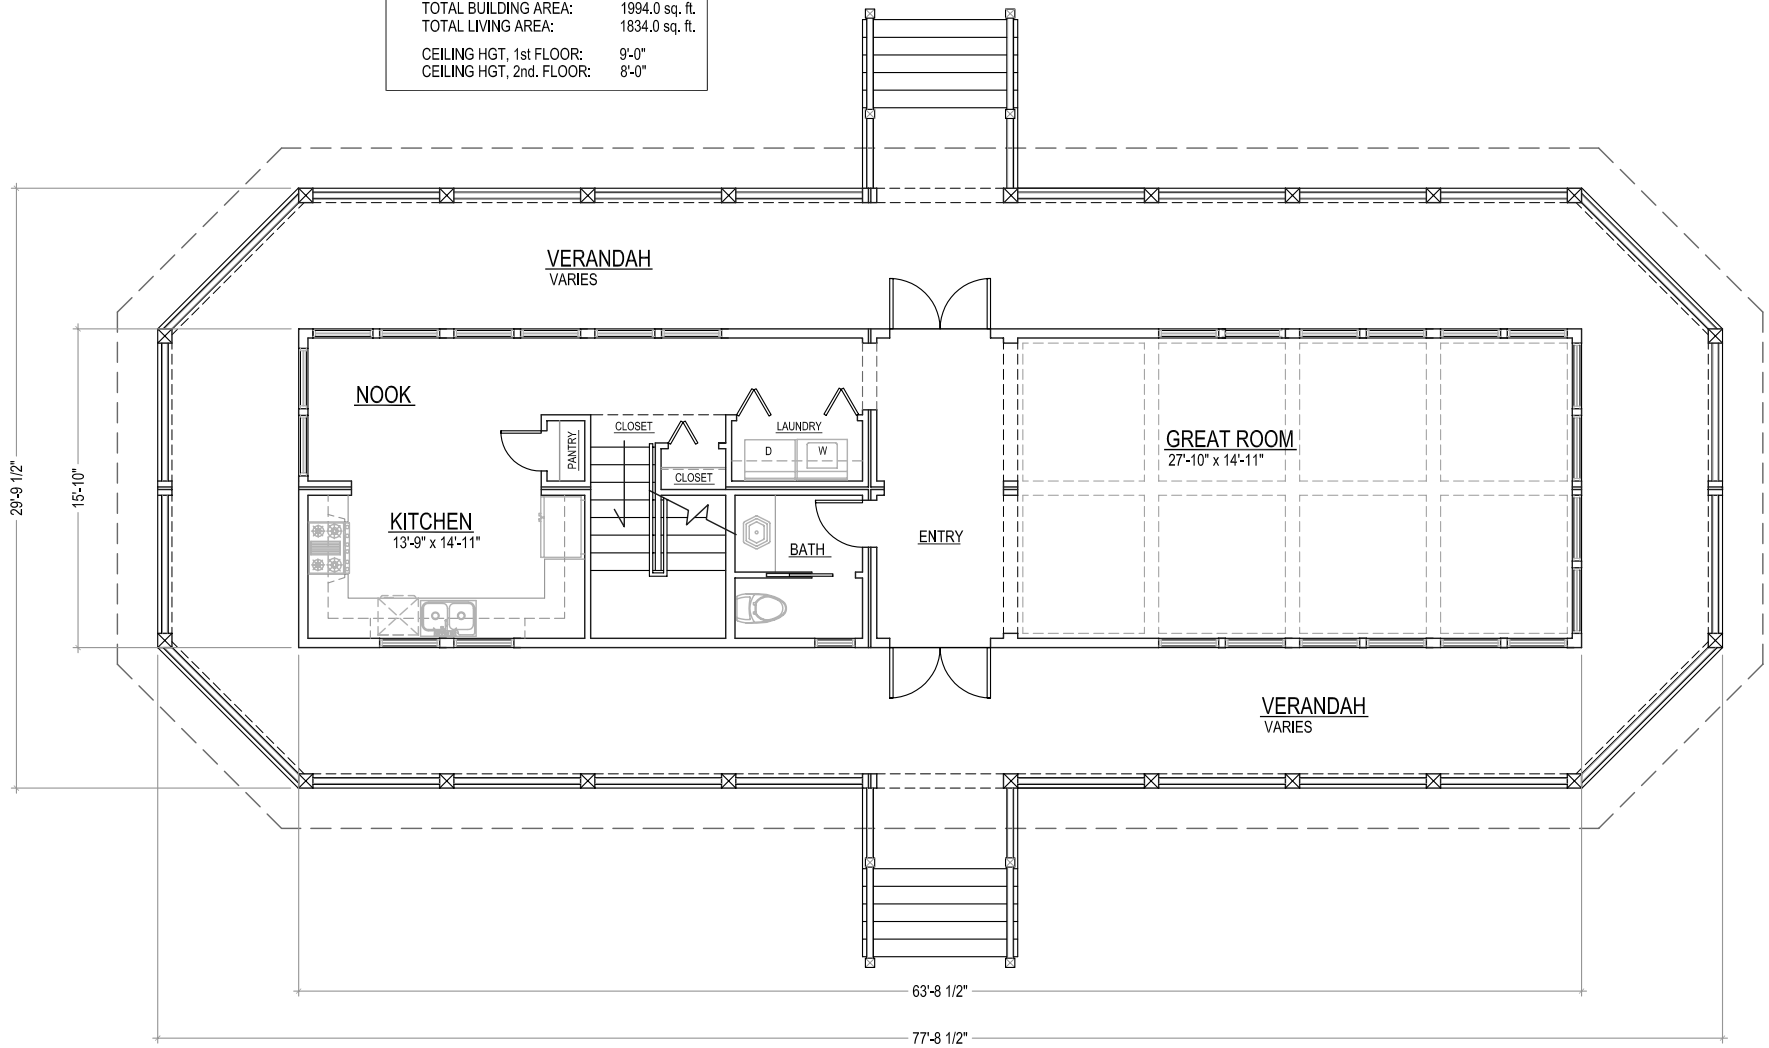 TOTAL BUILDING AREA: 1994.0 sq. ft.
TOTAL LIVING AREA: 1834.0 sq. ft.
CEILING HGT, 1st FLOOR: 9'-0"
CEILING HGT, 2nd. FLOOR: 8'-0"
VERANDAH
VARIES
NOOK
PANTRY
CLOSET
LAUNDRY
D
W
CLOSET
GREAT ROOM
27'-10" x 14'-11"
KITCHEN
13'-9" x 14'-11"
BATH
ENTRY
29'-9 1/2"
15'-10"
VERANDAH
VARIES
63'-8 1/2"
77'-8 1/2"